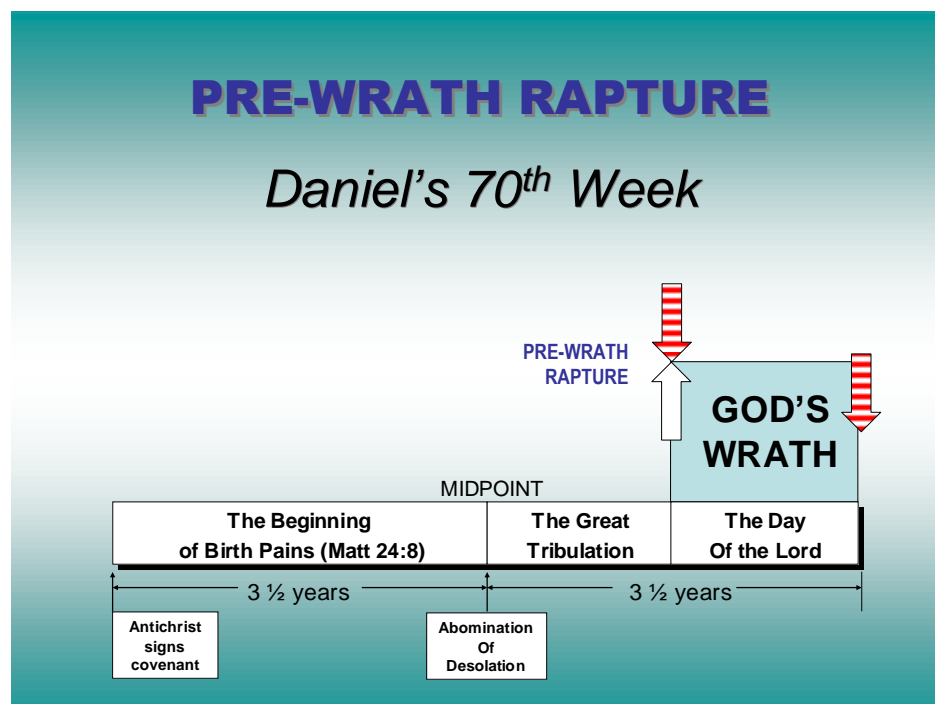 PRE-WRATH RAPTURE
Daniel’s 70th Week
PRE-WRATH
RAPTURE
GOD’S
WRATH
MIDPOINT
The Beginning
of Birth Pains (Matt 24:8)
The Great
Tribulation
The Day
Of the Lord
3 ½ years
3 ½ years
Antichrist
signs
covenant
Abomination
Of
Desolation